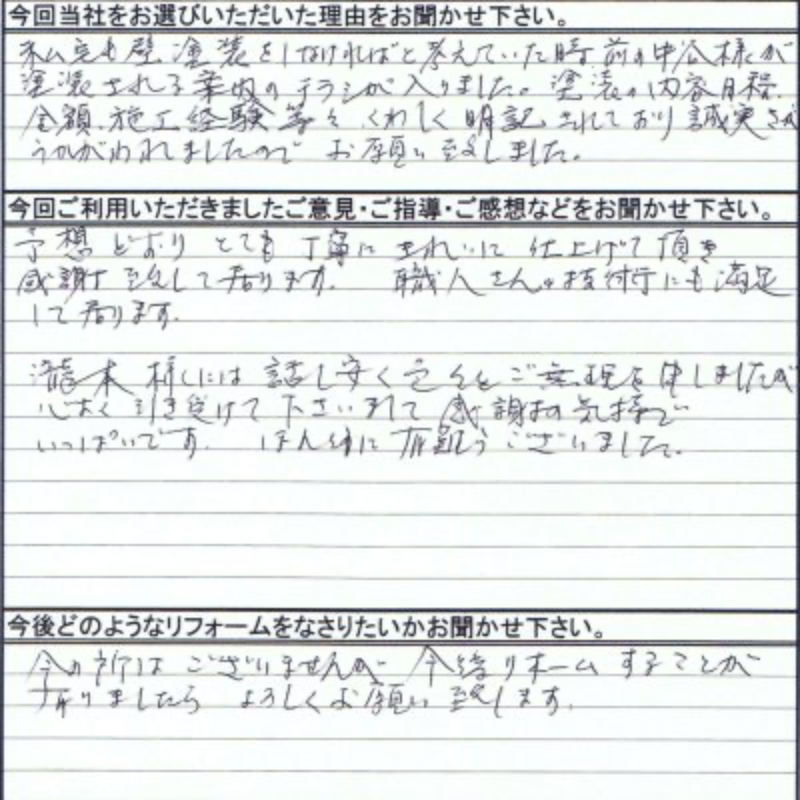 今回当社をお選びいただいた理由をお聞かせ下さい。
私宅も壁、塗装をしなければと考えていた時、前の中谷様が
塗装される案内のチラシが入りました。塗装の内容、日程、
金額、施工経験等々くわしく明記されており誠実さが
うかがわれましたので お願い致しました。
今回ご利用いただきましたご意見・ご指導・ご感想などをお聞かせ下さい。
予想どおり とても 丁寧に きれいに 仕上げて頂き
感謝致して居ります。 職人さんの技術にも満足
して居ります。
瀧本様には 話し安く色々とご無理を申しましたが
心よく引き受けて下さいまして感謝の気持で
いっぱいです。 ほんとに有難うございました。
今後どのようなリフォームをなさりたいかお聞かせ下さい。
今の所は ございませんが 今後リホーム することが
有りましたら よろしくお願い致します。